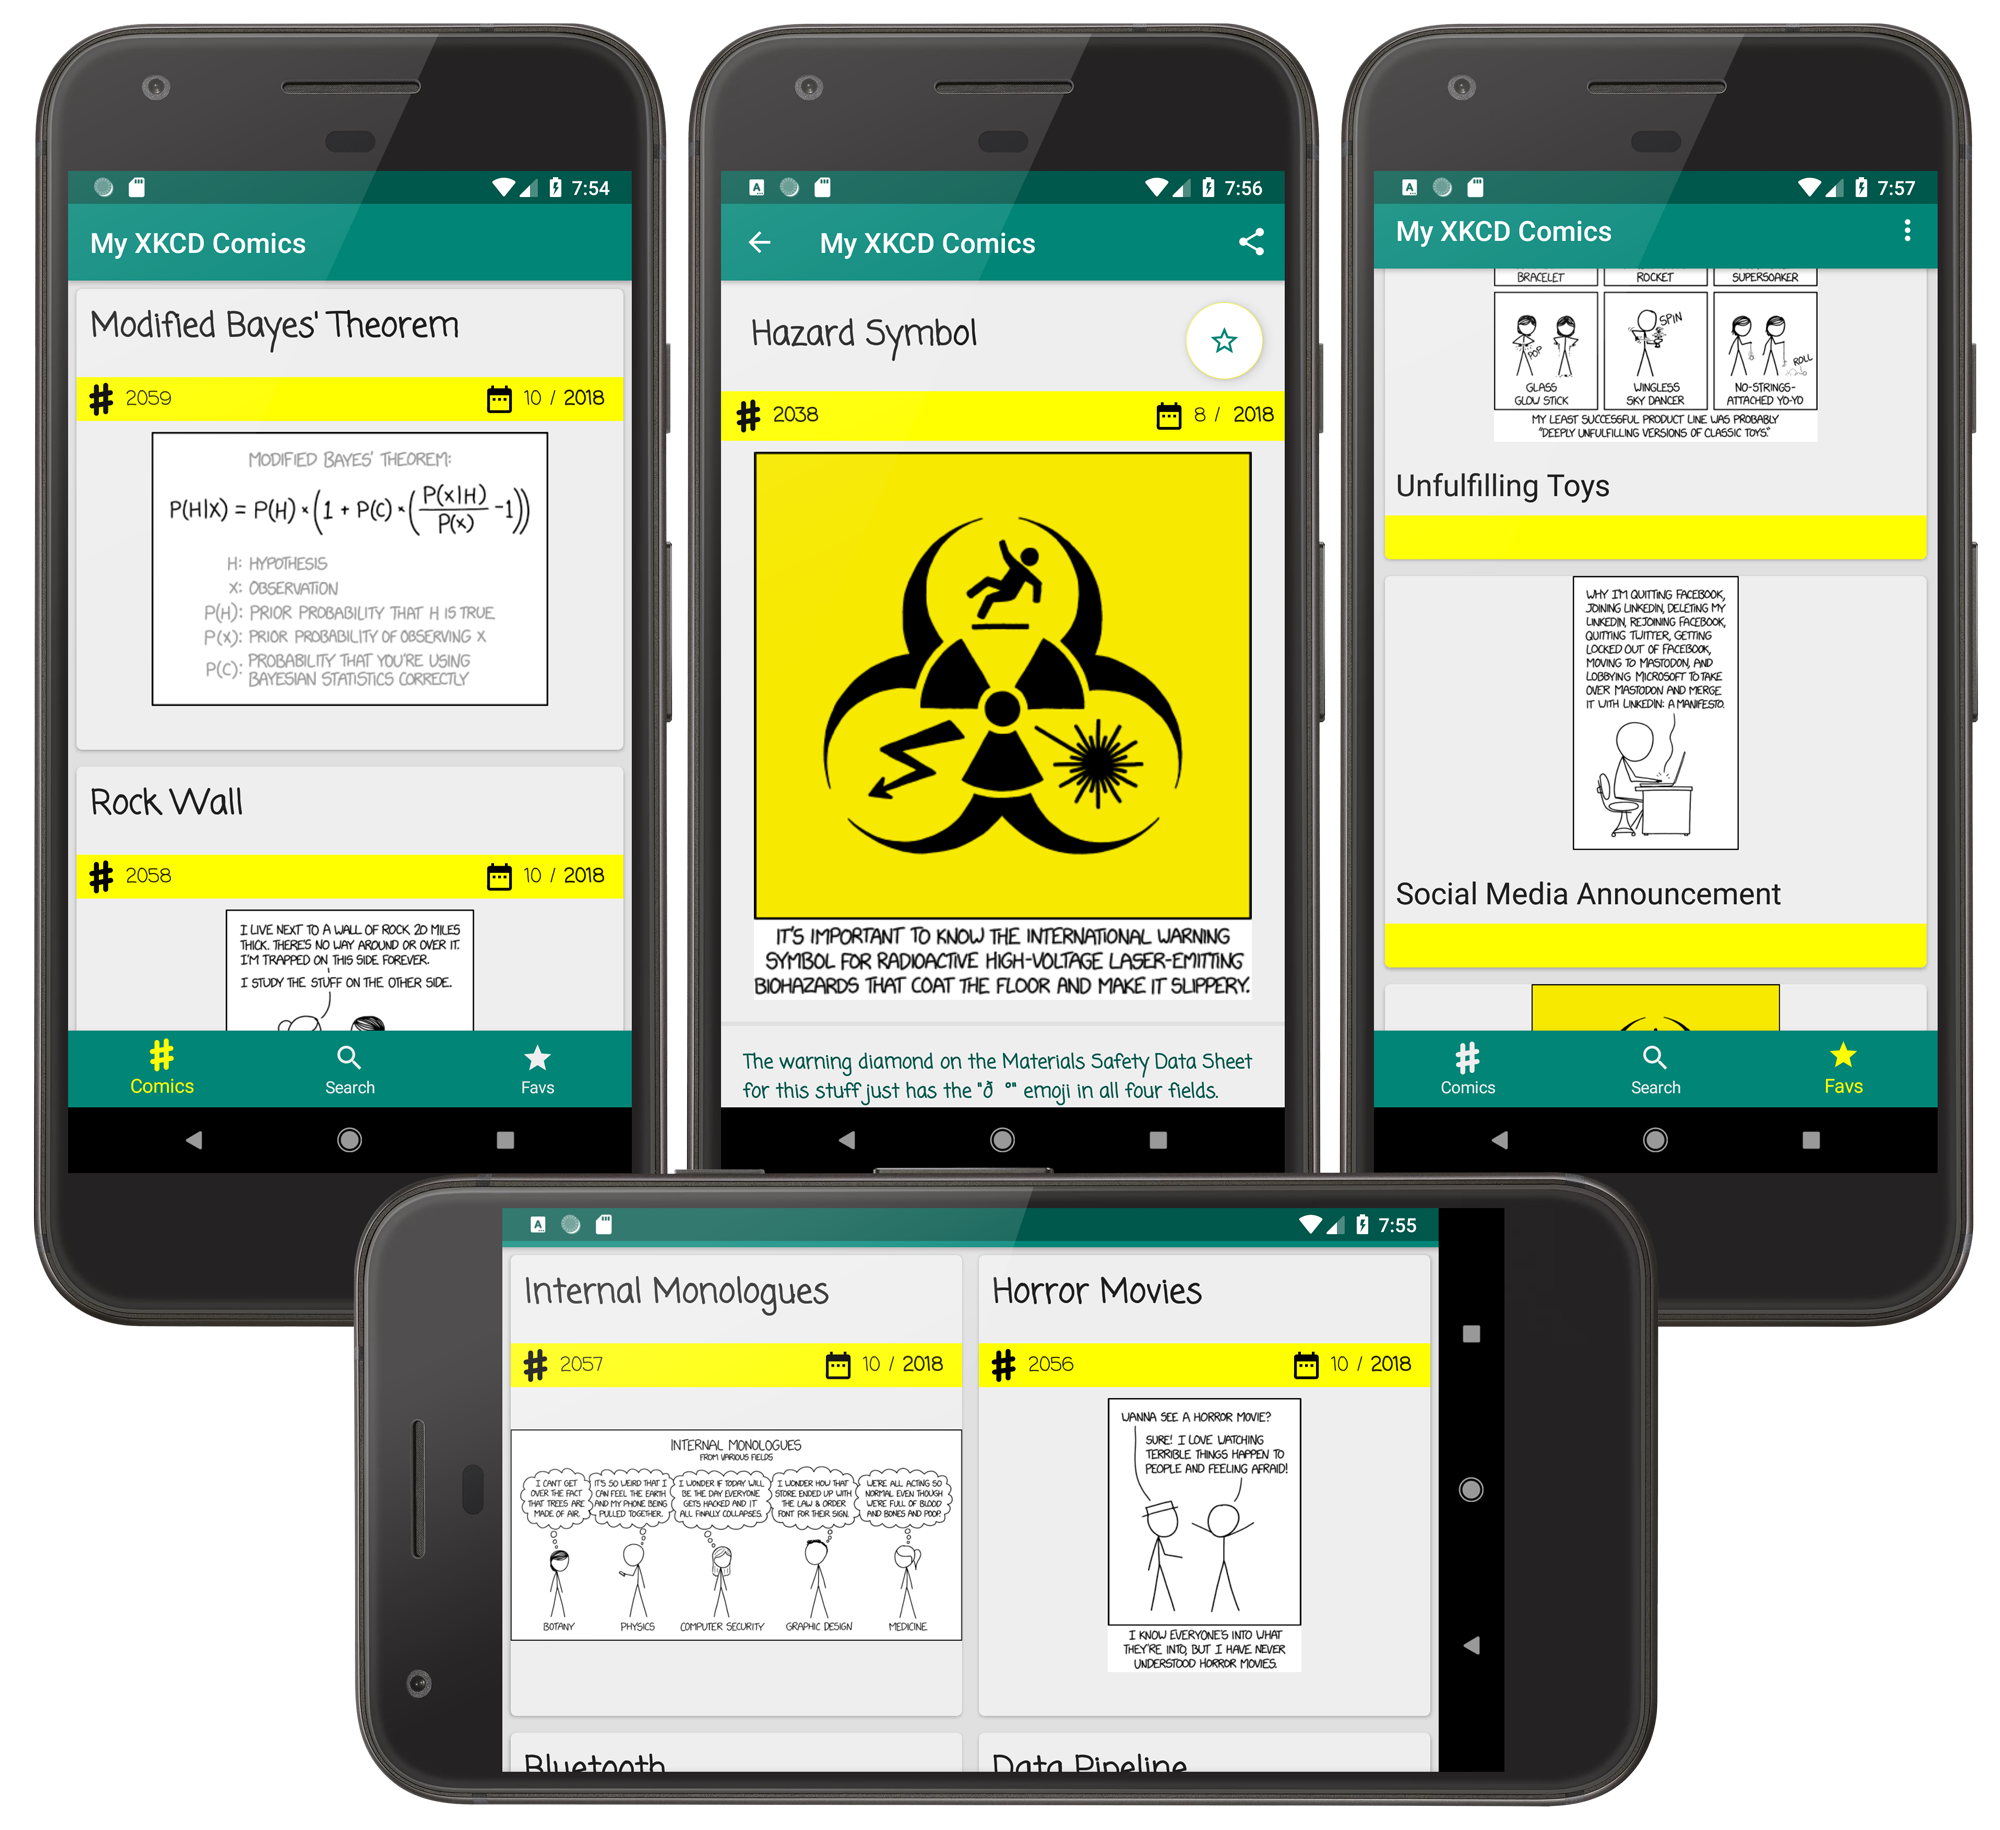 7:54
My XKCD Comics
Modified Bayes' Theorem
# 2059
10 / 2018
MODIFIED BAYES' THEOREM:
P(H|X) = P(H) × (1 + P(C) × (P(X|H)/P(X) - 1))
H: HYPOTHESIS
X: OBSERVATION
P(H): PRIOR PROBABILITY THAT H IS TRUE
P(X): PRIOR PROBABILITY OF OBSERVING X
P(C): PROBABILITY THAT YOU'RE USING
BAYESIAN STATISTICS CORRECTLY
Rock Wall
# 2058
10 / 2018
I LIVE NEXT TO A WALL OF ROCK 20 MILES
THICK. THERE'S NO WAY AROUND OR OVER IT.
I'M TRAPPED ON THIS SIDE FOREVER.
I STUDY THE STUFF ON THE OTHER SIDE.
#
Comics
Search
Favs
A
7:56
My XKCD Comics
Hazard Symbol
# 2038
8 / 2018
IT'S IMPORTANT TO KNOW THE INTERNATIONAL WARNING
SYMBOL FOR RADIOACTIVE HIGH-VOLTAGE LASER-EMITTING
BIOHAZARDS THAT COAT THE FLOOR AND MAKE IT SLIPPERY.
The warning diamond on the Materials Safety Data Sheet
for this stuff just has the "ð °" emoji in all four fields.
A
7:57
My XKCD Comics
BRACELET
ROCKET
SUPERSOAKER
POP
SPIN
ROLL
GLASS
GLOW STICK
WINGLESS
SKY DANCER
NO-STRINGS-
ATTACHED YO-YO
MY LEAST SUCCESSFUL PRODUCT LINE WAS PROBABLY
"DEEPLY UNFULFILLING VERSIONS OF CLASSIC TOYS."
Unfulfilling Toys
WHY I'M QUITTING FACEBOOK,
JOINING LINKEDIN, DELETING MY
LINKEDIN, REJOINING FACEBOOK,
QUITTING TWITTER, GETTING
LOCKED OUT OF FACEBOOK,
MOVING TO MASTODON, AND
LOBBYING MICROSOFT TO TAKE
OVER MASTODON AND MERGE
IT WITH LINKEDIN: A MANIFESTO.
Social Media Announcement
#
Comics
Search
Favs
A
7:55
Internal Monologues
# 2057
10 / 2018
INTERNAL MONOLOGUES
FROM VARIOUS FIELDS
I CAN'T GET
OVER THE FACT
THAT TREES ARE
MADE OF AIR.
IT'S SO WEIRD THAT I
CAN FEEL THE EARTH
AND MY PHONE BEING
PULLED TOGETHER.
I WONDER IF TODAY WILL
BE THE DAY EVERYONE
GETS HACKED AND IT
ALL FINALLY COLLAPSES.
I WONDER HOW THAT
STORE ENDED UP WITH
THE LAW & ORDER
FONT FOR THEIR SIGN.
WE'RE ALL ACTING SO
NORMAL EVEN THOUGH
WE'RE FULL OF BLOOD
AND BONES AND POOP.
BOTANY
PHYSICS
COMPUTER SECURITY
GRAPHIC DESIGN
MEDICINE
Horror Movies
# 2056
10 / 2018
WANNA SEE A HORROR MOVIE?
SURE! I LOVE WATCHING
TERRIBLE THINGS HAPPEN TO
PEOPLE AND FEELING AFRAID!
I KNOW EVERYONE'S INTO WHAT
THEY'RE INTO, BUT I HAVE NEVER
UNDERSTOOD HORROR MOVIES.
Bluetooth
Data Pipeline